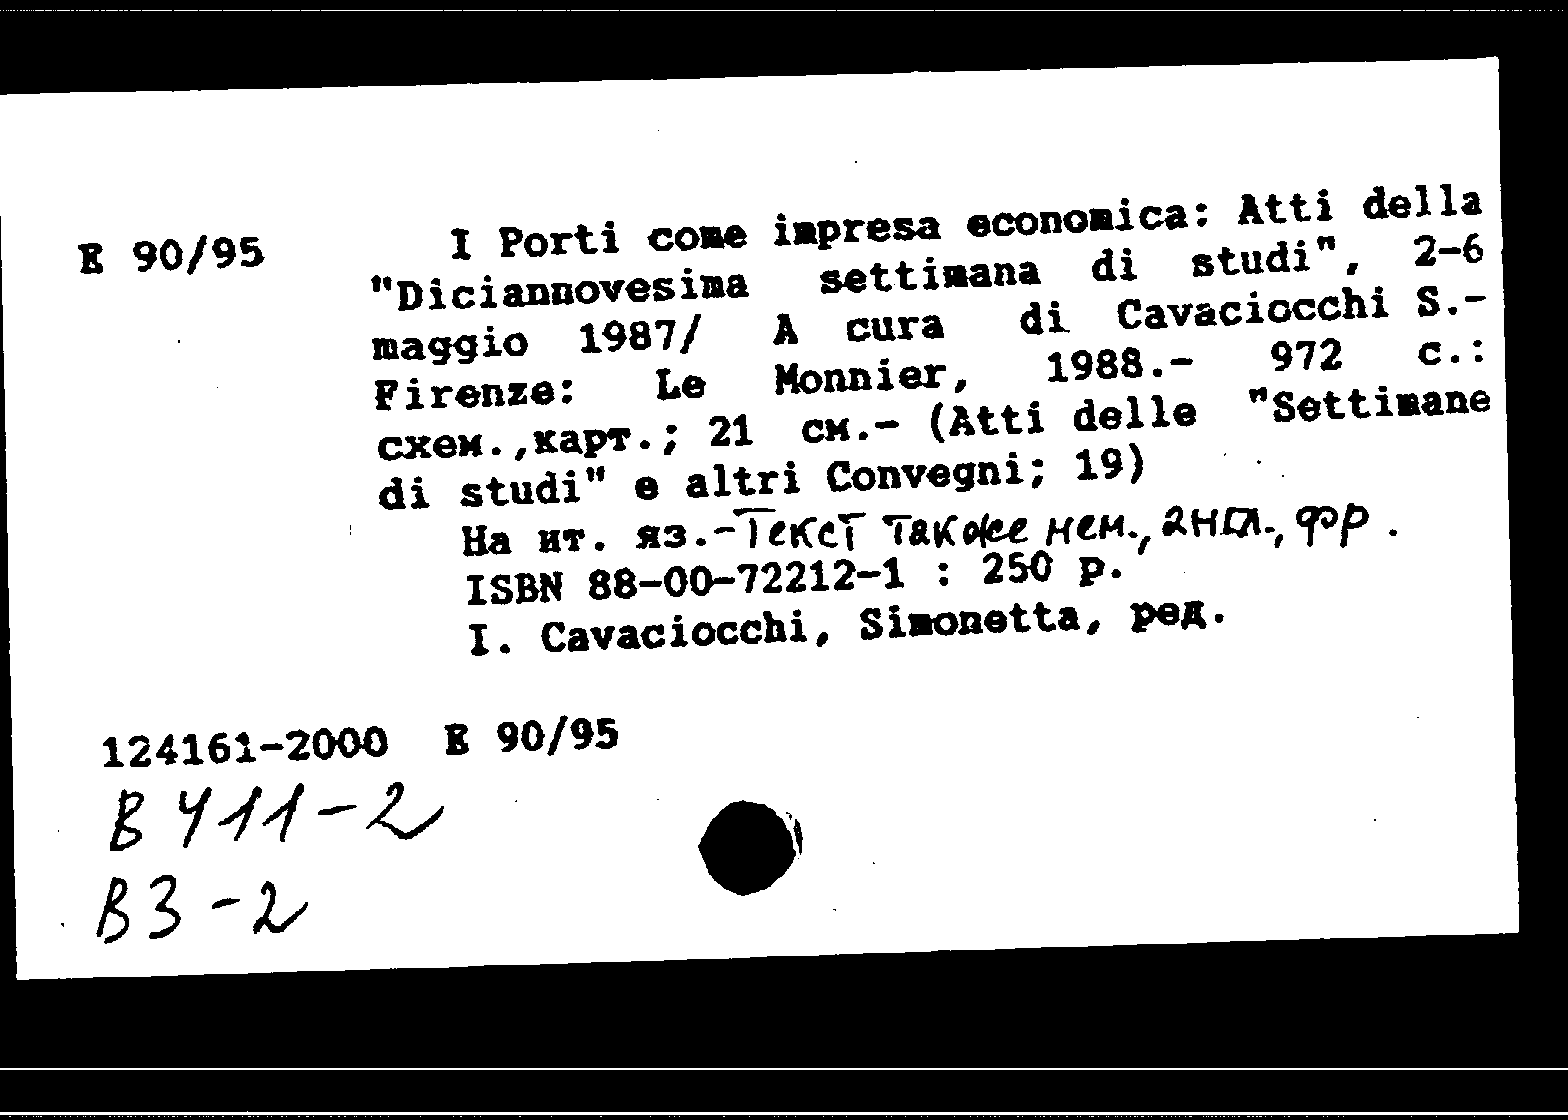 E 90/95 I Porti come impresa economica: Atti della
"Diciannovesima settimana di studi", 2-6
maggio 1987/ A cura di Cavaciocchi S.-
Firenze: Le Monnier, 1988.- 972 с.:
схем.,карт.; 21 см.- (Atti delle "Settimane
di studi" e altri Convegni; 19)
На ит. яз.-Текст также нем., англ., фр.
ISBN 88-00-72212-1 : 250 р.
I. Cavaciocchi, Simonetta, ред.
124161-2000 E 90/95
В Ч11-2
В3-2